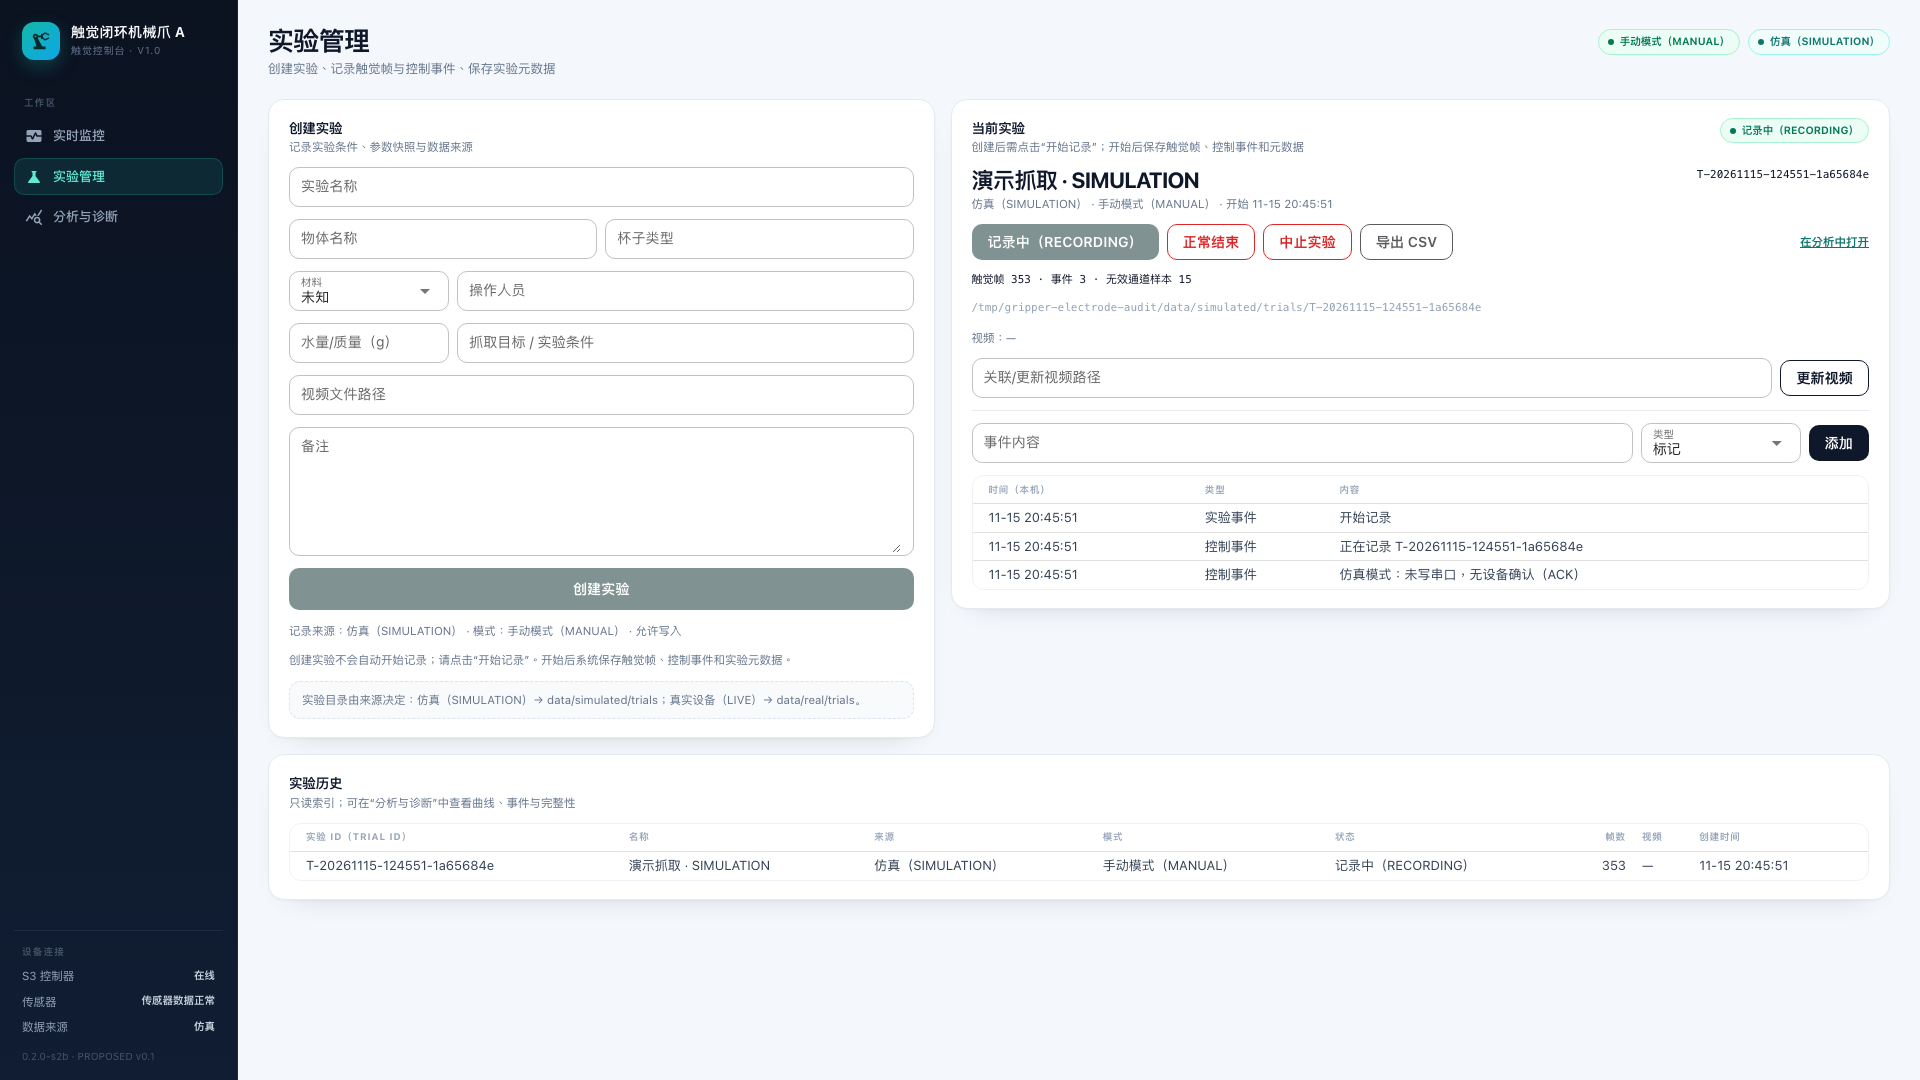 触觉闭环机械爪 A
触觉控制台 · V1.0
工作区
实时监控
实验管理
分析与诊断
设备连接
S3 控制器 在线
传感器 传感器数据正常
数据来源 仿真
0.2.0-s2b · PROPOSED v0.1
实验管理
创建实验、记录触觉帧与控制事件、保存实验元数据
手动模式（MANUAL）
仿真（SIMULATION）
创建实验
记录实验条件、参数快照与数据来源
实验名称
物体名称 杯子类型
材料
未知
操作人员
水量/质量（g） 抓取目标 / 实验条件
视频文件路径
备注
创建实验
记录来源：仿真（SIMULATION） · 模式：手动模式（MANUAL） · 允许写入
创建实验不会自动开始记录；请点击“开始记录”。开始后系统保存触觉帧、控制事件和实验元数据。
实验目录由来源决定：仿真（SIMULATION）→ data/simulated/trials；真实设备（LIVE）→ data/real/trials。
当前实验
创建后需点击“开始记录”；开始后保存触觉帧、控制事件和元数据
记录中（RECORDING）
演示抓取 · SIMULATION
T-20261115-124551-1a65684e
仿真（SIMULATION） · 手动模式（MANUAL） · 开始 11-15 20:45:51
记录中（RECORDING） 正常结束 中止实验 导出 CSV 在分析中打开
触觉帧 353 · 事件 3 · 无效通道样本 15
/tmp/gripper-electrode-audit/data/simulated/trials/T-20261115-124551-1a65684e
视频：—
关联/更新视频路径 更新视频
事件内容
类型
标记
添加
时间（本机） 类型 内容
11-15 20:45:51 实验事件 开始记录
11-15 20:45:51 控制事件 正在记录 T-20261115-124551-1a65684e
11-15 20:45:51 控制事件 仿真模式：未写串口，无设备确认（ACK）
实验历史
只读索引；可在“分析与诊断”中查看曲线、事件与完整性
实验 ID（TRIAL ID） 名称 来源 模式 状态 帧数 视频 创建时间
T-20261115-124551-1a65684e 演示抓取 · SIMULATION 仿真（SIMULATION） 手动模式（MANUAL） 记录中（RECORDING） 353 — 11-15 20:45:51